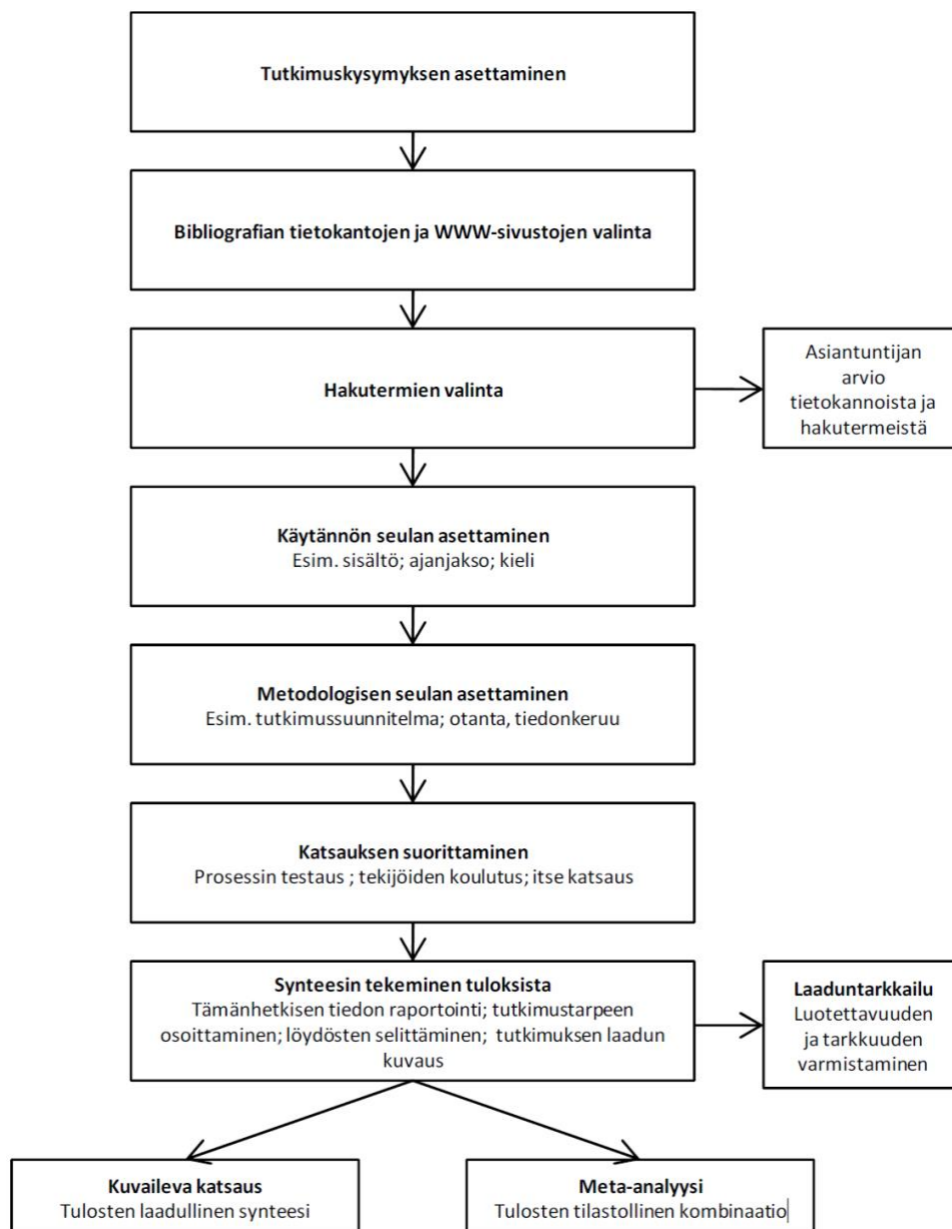 Tutkimuskysymyksen asettaminen
Bibliografian tietokantojen ja WWW-sivustojen valinta
Hakutermien valinta
Asiantuntijan
arvio
tietokannoista ja
hakutermeistä
Käytännön seulan asettaminen
Esim. sisältö; ajanjakso; kieli
Metodologisen seulan asettaminen
Esim. tutkimussuunnitelma; otanta, tiedonkeruu
Katsauksen suorittaminen
Prosessin testaus ; tekijöiden koulutus; itse katsaus
Synteesin tekeminen tuloksista
Tämänhetkisen tiedon raportointi; tutkimustarpeen
osoittaminen; löydösten selittäminen; tutkimuksen laadun
kuvaus
Laaduntarkkailu
Luotettavuuden
ja tarkkuuden
varmistaminen
Kuvaileva katsaus
Tulosten laadullinen synteesi
Meta-analyysi
Tulosten tilastollinen kombinaatio